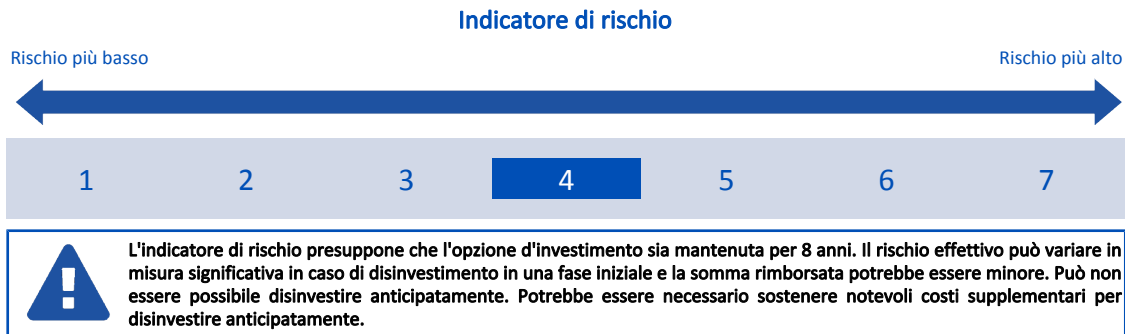 Indicatore di rischio
Rischio più basso Rischio più alto
1 2 3 4 5 6 7
L'indicatore di rischio presuppone che l'opzione d'investimento sia mantenuta per 8 anni. Il rischio effettivo può variare in
misura significativa in caso di disinvestimento in una fase iniziale e la somma rimborsata potrebbe essere minore. Può non
essere possibile disinvestire anticipatamente. Potrebbe essere necessario sostenere notevoli costi supplementari per
disinvestire anticipatamente.